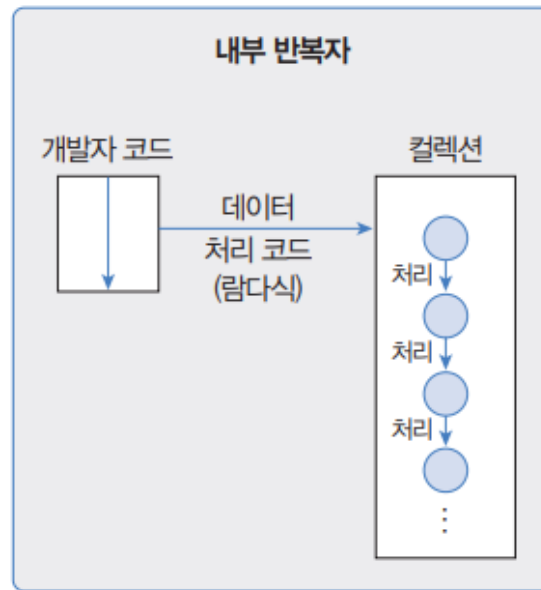 내부 반복자
개발자 코드
컬렉션
데이터
처리 코드
(람다식)
처리
처리
처리
⋮